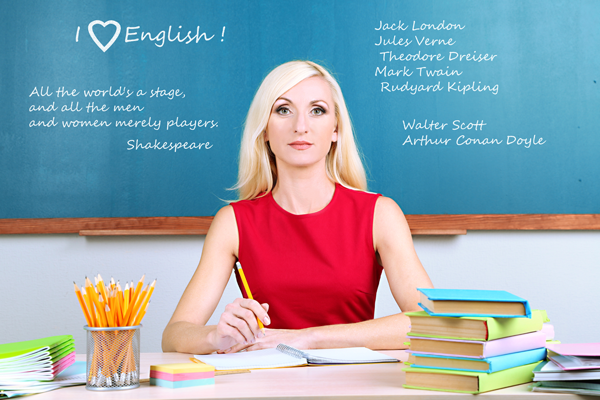 I ♡ English !
All the world's a stage,
and all the men
and women merely players.
Shakespeare
Jack London
Jules Verne
Theodore Dreiser
Mark Twain
Rudyard Kipling
Walter Scott
Arthur Conan Doyle